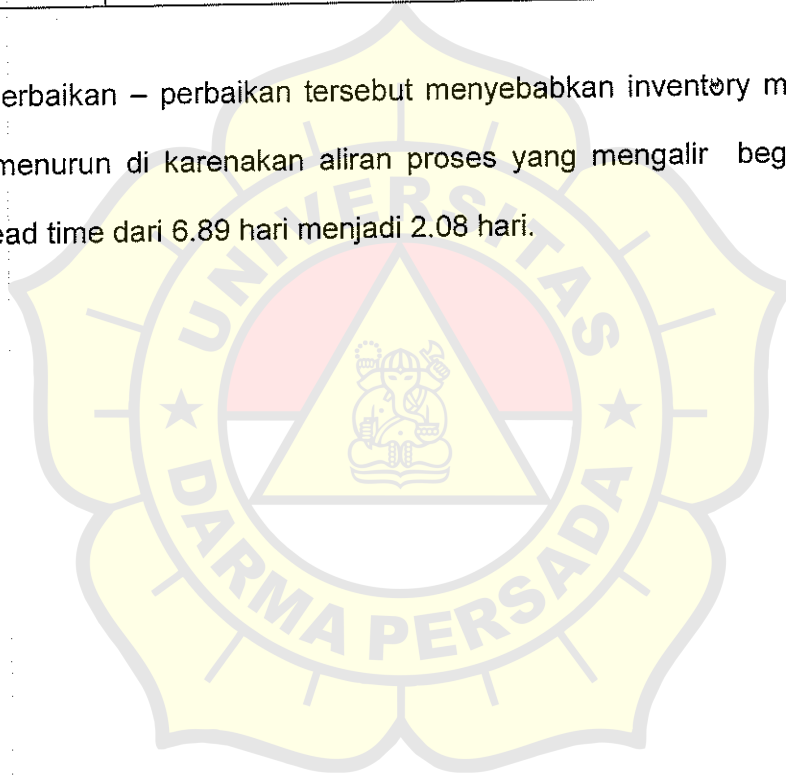 erbaikan – perbaikan tersebut menyebabkan inventory m
menurun di karenakan aliran proses yang mengalir beg
ead time dari 6.89 hari menjadi 2.08 hari.
UNIVERSITAS
DARMA PERSADA